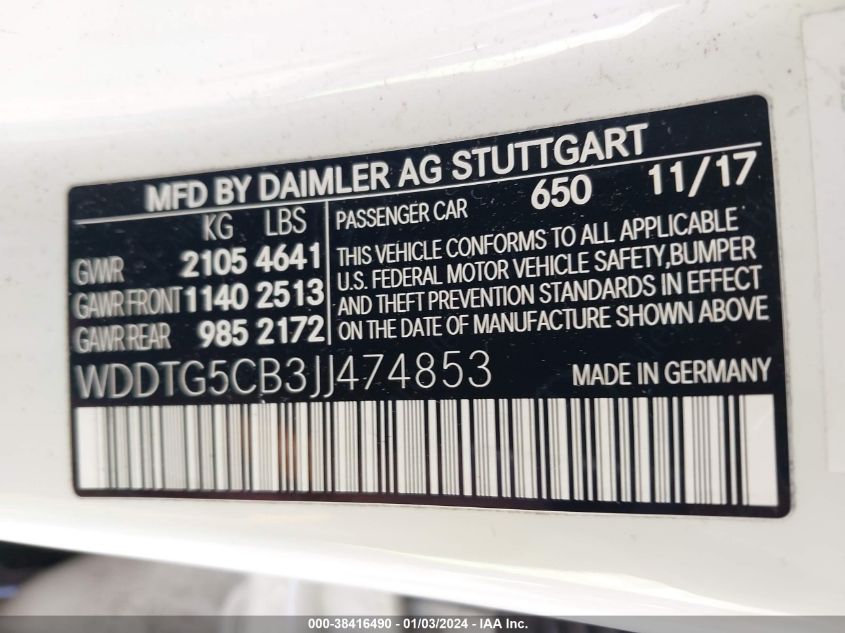 MFD BY DAIMLER AG STUTTGART
KG LBS
GVWR 2105 4641
GAWR FRONT 1140 2513
GAWR REAR 985 2172
PASSENGER CAR 650 11/17
THIS VEHICLE CONFORMS TO ALL APPLICABLE
U.S. FEDERAL MOTOR VEHICLE SAFETY,BUMPER
AND THEFT PREVENTION STANDARDS IN EFFECT
ON THE DATE OF MANUFACTURE SHOWN ABOVE
WDDTG5CB3JJ474853 MADE IN GERMANY
000-38416490 - 01/03/2024 - IAA Inc.